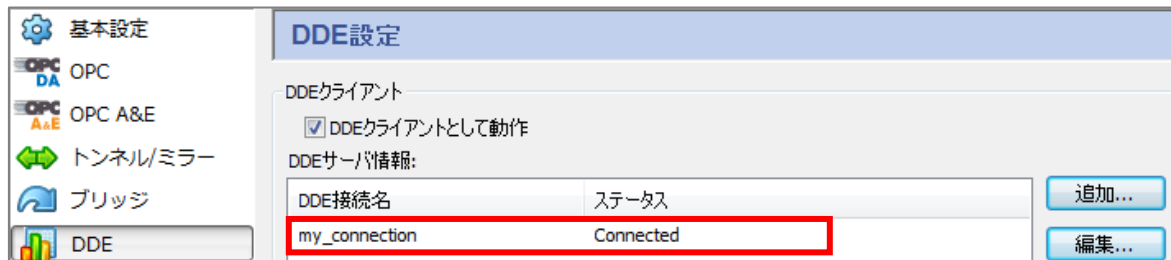 基本設定
OPC DA
OPC
OPC A&E
OPC A&E
トンネル/ミラー
ブリッジ
DDE
DDE設定
DDEクライアント
DDEクライアントとして動作
DDEサーバ情報:
DDE接続名 ステータス
my_connection Connected
追加...
編集...